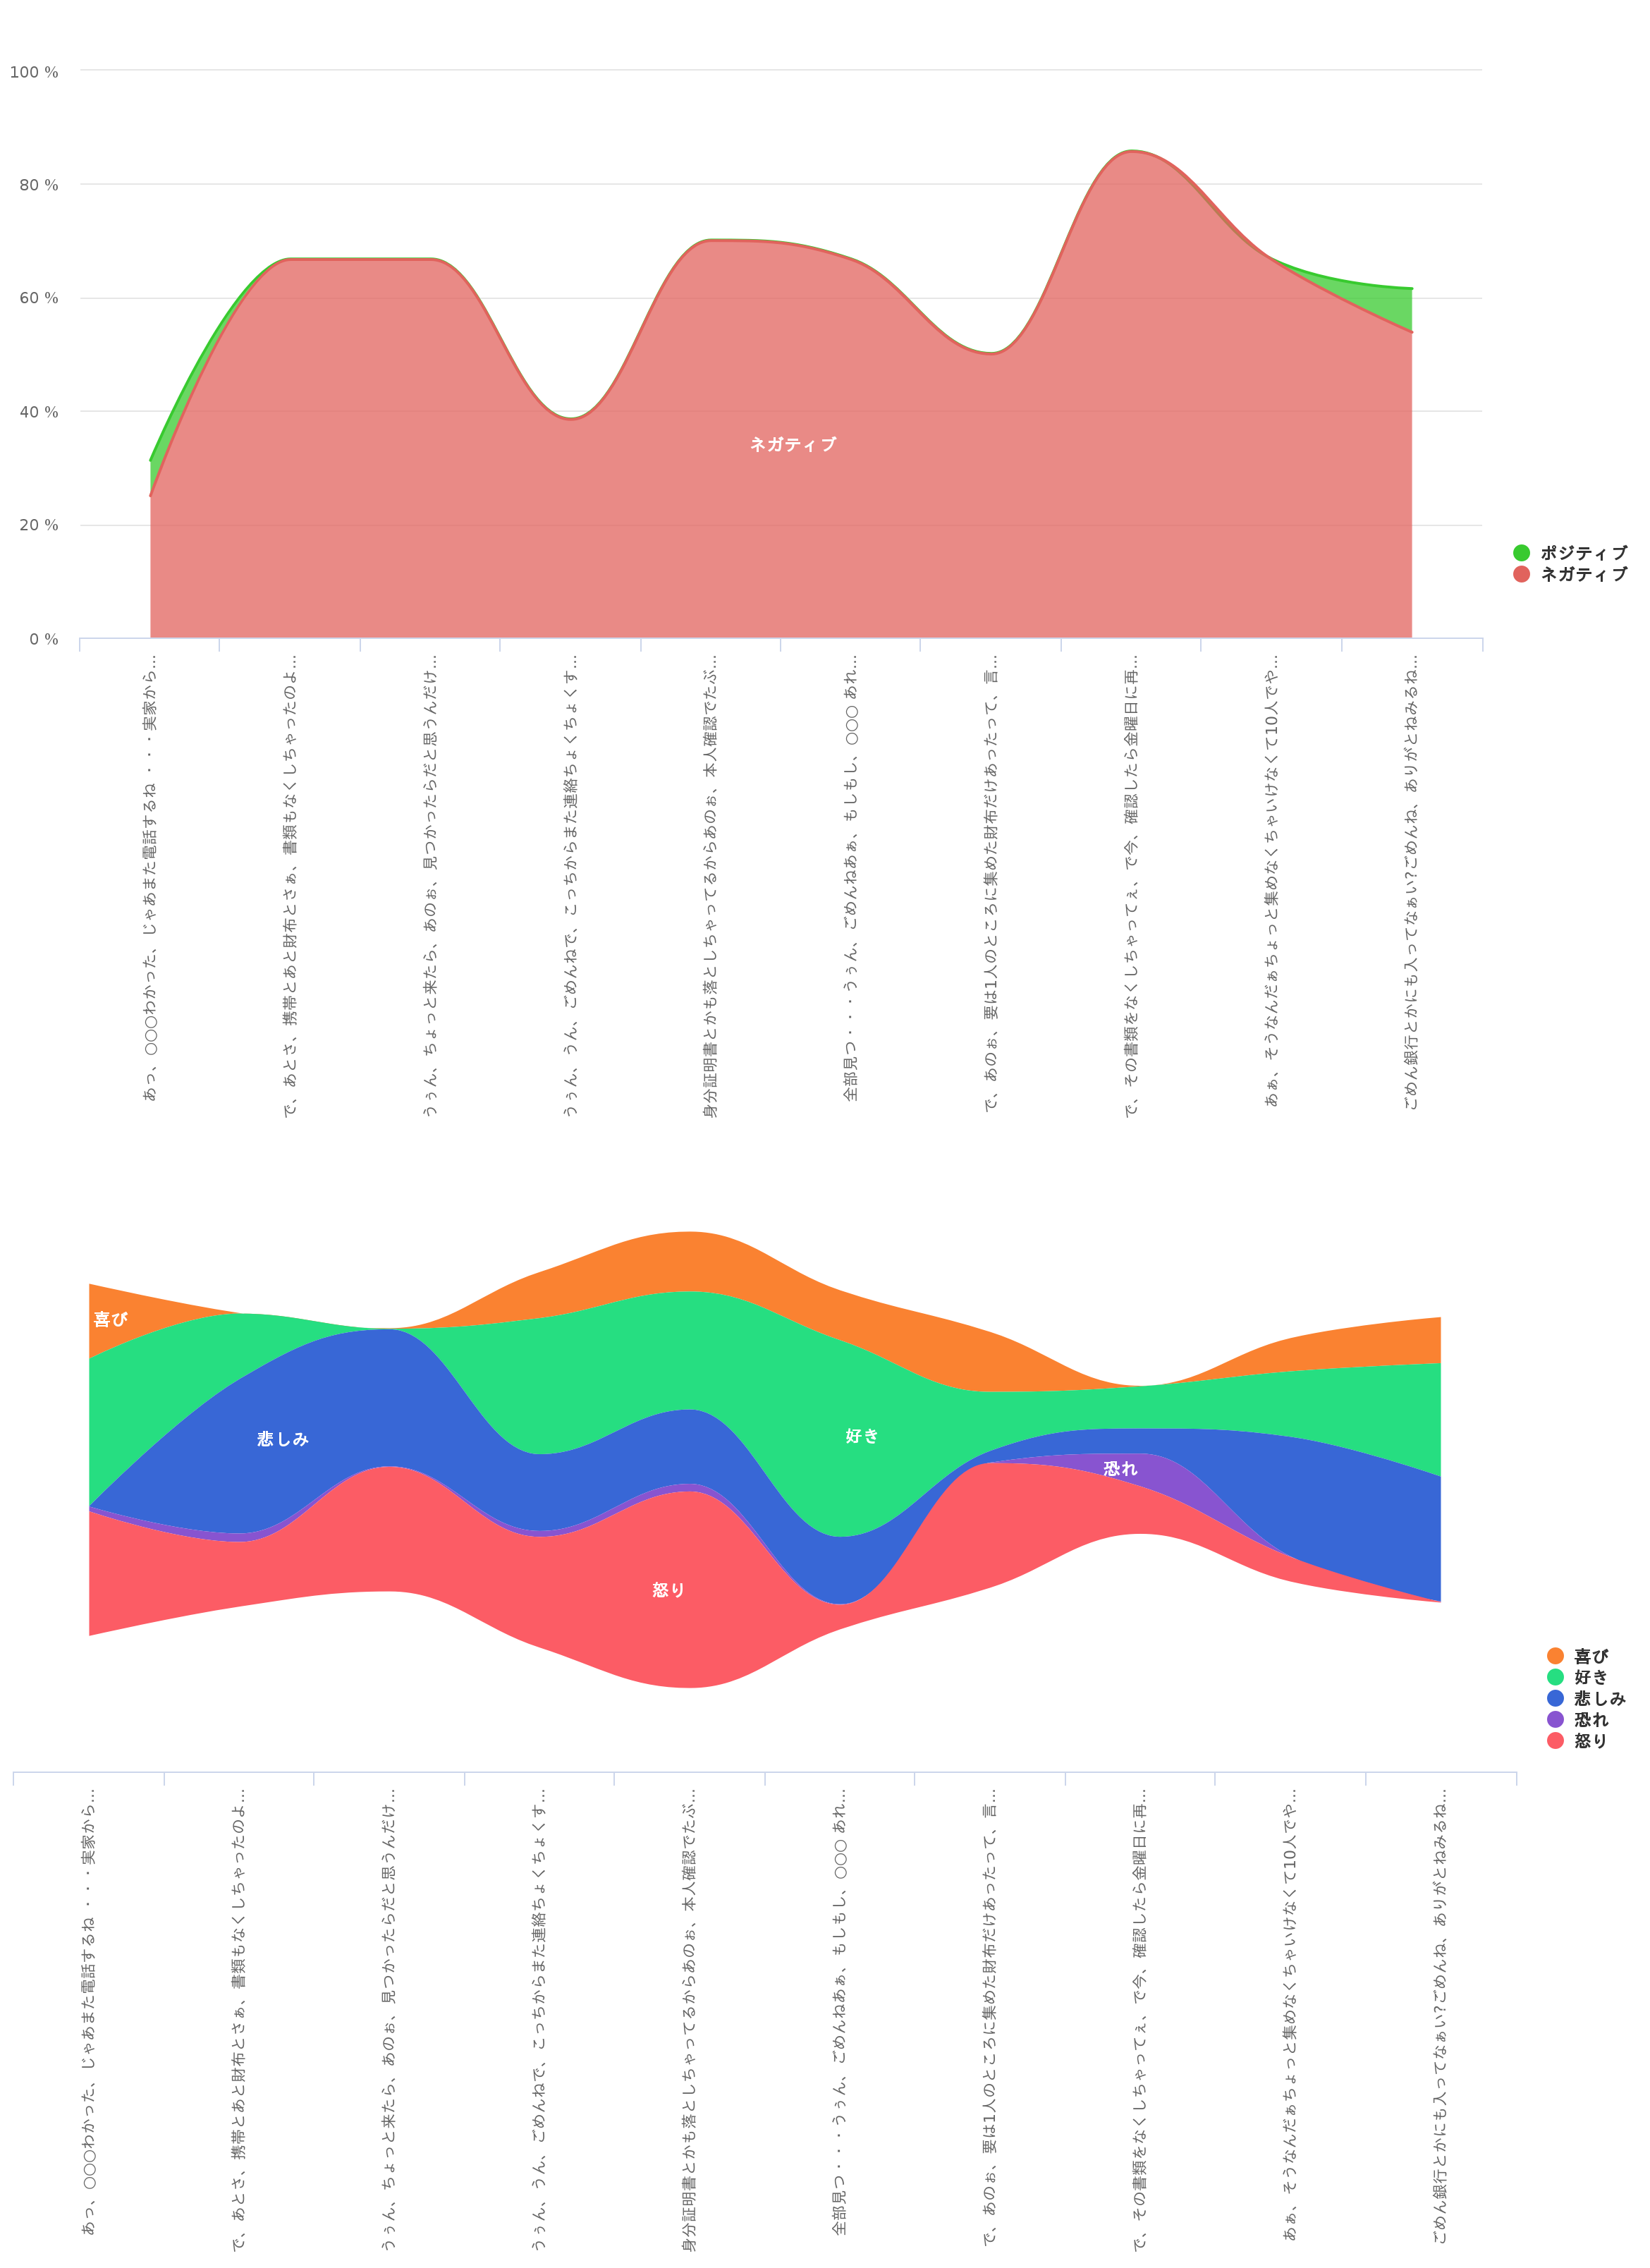 100 %
80 %
60 %
40 %
20 %
0 %
ネガティブ
ポジティブ
ネガティブ
あっ、〇〇〇わかった、じゃあまた電話するね・・・実家から…
で、あとさ、携帯とあと財布とさぁ、書類もなくしちゃったのよ…
うぅん、ちょっと来たら、あのぉ、見つかったらだと思うんだけ…
うぅん、うん、ごめんねで、こっちからまた連絡ちょくちょくす…
身分証明書とかも落としちゃってるからあのぉ、本人確認でたぶ…
全部見つ・・・うぅん、ごめんねあぁ、もしもし、〇〇〇 あれ…
で、あのぉ、要は1人のところに集めた財布だけあったって、言…
で、その書類をなくしちゃってぇ、で今、確認したら金曜日に再…
あぁ、そうなんだぁちょっと集めなくちゃいけなくて10人でや…
ごめん銀行とかにも入ってなぁい?ごめんね、ありがとねみるね…
喜び
悲しみ
好き
恐れ
怒り
喜び
好き
悲しみ
恐れ
怒り
あっ、〇〇〇わかった、じゃあまた電話するね・・・実家から…
で、あとさ、携帯とあと財布とさぁ、書類もなくしちゃったのよ…
うぅん、ちょっと来たら、あのぉ、見つかったらだと思うんだけ…
うぅん、うん、ごめんねで、こっちからまた連絡ちょくちょくす…
身分証明書とかも落としちゃってるからあのぉ、本人確認でたぶ…
全部見つ・・・うぅん、ごめんねあぁ、もしもし、〇〇〇 あれ…
で、あのぉ、要は1人のところに集めた財布だけあったって、言…
で、その書類をなくしちゃってぇ、で今、確認したら金曜日に再…
あぁ、そうなんだぁちょっと集めなくちゃいけなくて10人でや…
ごめん銀行とかにも入ってなぁい?ごめんね、ありがとねみるね…